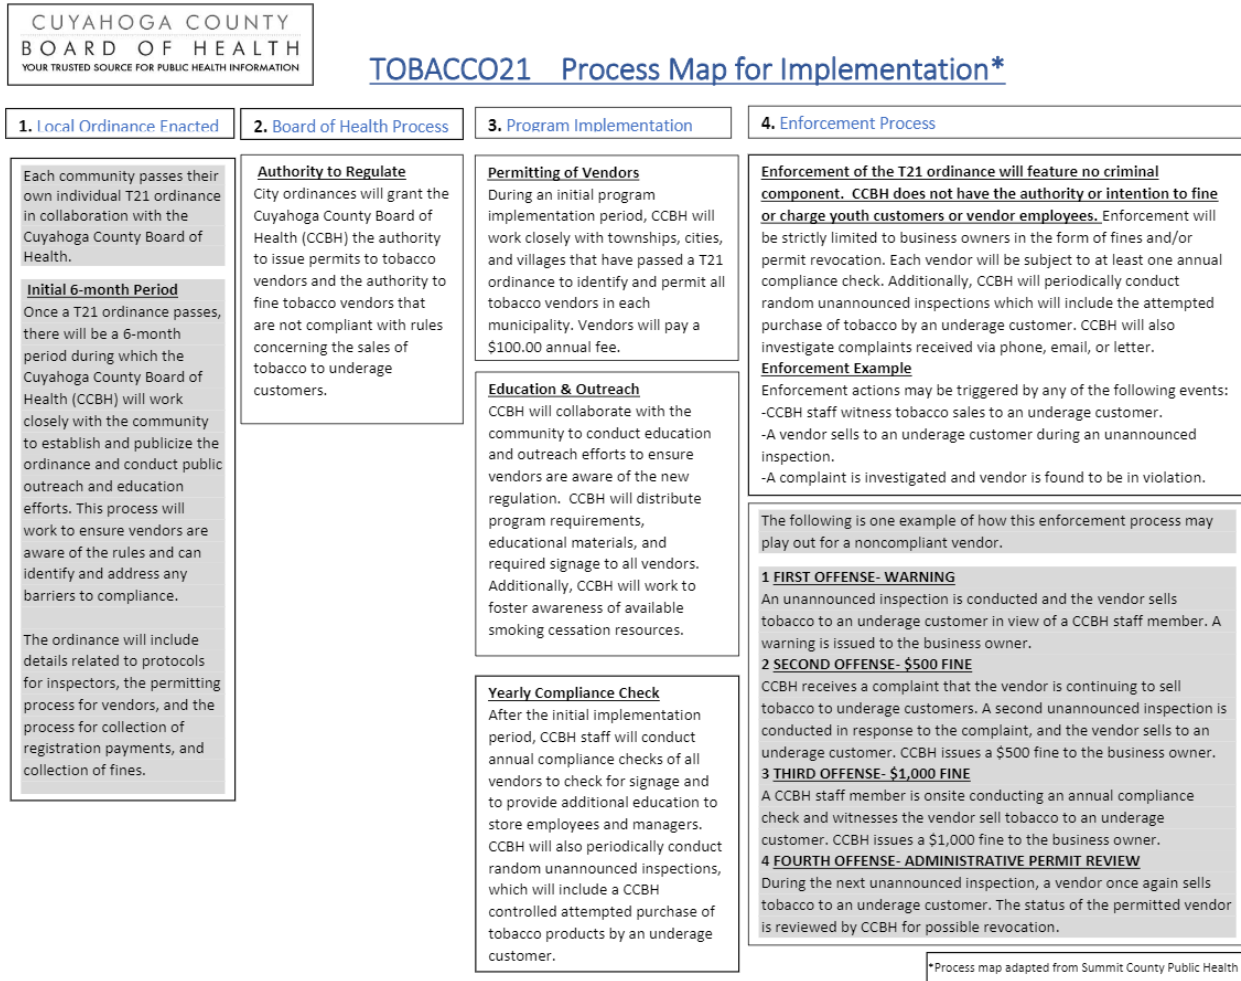 CUYAHOGA COUNTY
BOARD OF HEALTH
YOUR TRUSTED SOURCE FOR PUBLIC HEALTH INFORMATION
TOBACCO21 Process Map for Implementation*
1. Local Ordinance Enacted
Each community passes their
own individual T21 ordinance
in collaboration with the
Cuyahoga County Board of
Health.
Initial 6-month Period
Once a T21 ordinance passes,
there will be a 6-month
period during which the
Cuyahoga County Board of
Health (CCBH) will work
closely with the community
to establish and publicize the
ordinance and conduct public
outreach and education
efforts. This process will
work to ensure vendors are
aware of the rules and can
identify and address any
barriers to compliance.
The ordinance will include
details related to protocols
for inspectors, the permitting
process for vendors, and the
process for collection of
registration payments, and
collection of fines.
2. Board of Health Process
Authority to Regulate
City ordinances will grant the
Cuyahoga County Board of
Health (CCBH) the authority
to issue permits to tobacco
vendors and the authority to
fine tobacco vendors that
are not compliant with rules
concerning the sales of
tobacco to underage
customers.
3. Program Implementation
Permitting of Vendors
During an initial program
implementation period, CCBH will
work closely with townships, cities,
and villages that have passed a T21
ordinance to identify and permit all
tobacco vendors in each
municipality. Vendors will pay a
$100.00 annual fee.
Education & Outreach
CCBH will collaborate with the
community to conduct education
and outreach efforts to ensure
vendors are aware of the new
regulation. CCBH will distribute
program requirements,
educational materials, and
required signage to all vendors.
Additionally, CCBH will work to
foster awareness of available
smoking cessation resources.
Yearly Compliance Check
After the initial implementation
period, CCBH staff will conduct
annual compliance checks of all
vendors to check for signage and
to provide additional education to
store employees and managers.
CCBH will also periodically conduct
random unannounced inspections,
which will include a CCBH
controlled attempted purchase of
tobacco products by an underage
customer.
4. Enforcement Process
Enforcement of the T21 ordinance will feature no criminal
component. CCBH does not have the authority or intention to fine
or charge youth customers or vendor employees. Enforcement will
be strictly limited to business owners in the form of fines and/or
permit revocation. Each vendor will be subject to at least one annual
compliance check. Additionally, CCBH will periodically conduct
random unannounced inspections which will include the attempted
purchase of tobacco by an underage customer. CCBH will also
investigate complaints received via phone, email, or letter.
Enforcement Example
Enforcement actions may be triggered by any of the following events:
-CCBH staff witness tobacco sales to an underage customer.
-A vendor sells to an underage customer during an unannounced
inspection.
-A complaint is investigated and vendor is found to be in violation.
The following is one example of how this enforcement process may
play out for a noncompliant vendor.
1 FIRST OFFENSE- WARNING
An unannounced inspection is conducted and the vendor sells
tobacco to an underage customer in view of a CCBH staff member. A
warning is issued to the business owner.
2 SECOND OFFENSE- $500 FINE
CCBH receives a complaint that the vendor is continuing to sell
tobacco to underage customers. A second unannounced inspection is
conducted in response to the complaint, and the vendor sells to an
underage customer. CCBH issues a $500 fine to the business owner.
3 THIRD OFFENSE- $1,000 FINE
A CCBH staff member is onsite conducting an annual compliance
check and witnesses the vendor sell tobacco to an underage
customer. CCBH issues a $1,000 fine to the business owner.
4 FOURTH OFFENSE- ADMINISTRATIVE PERMIT REVIEW
During the next unannounced inspection, a vendor once again sells
tobacco to an underage customer. The status of the permitted vendor
is reviewed by CCBH for possible revocation.
*Process map adapted from Summit County Public Health